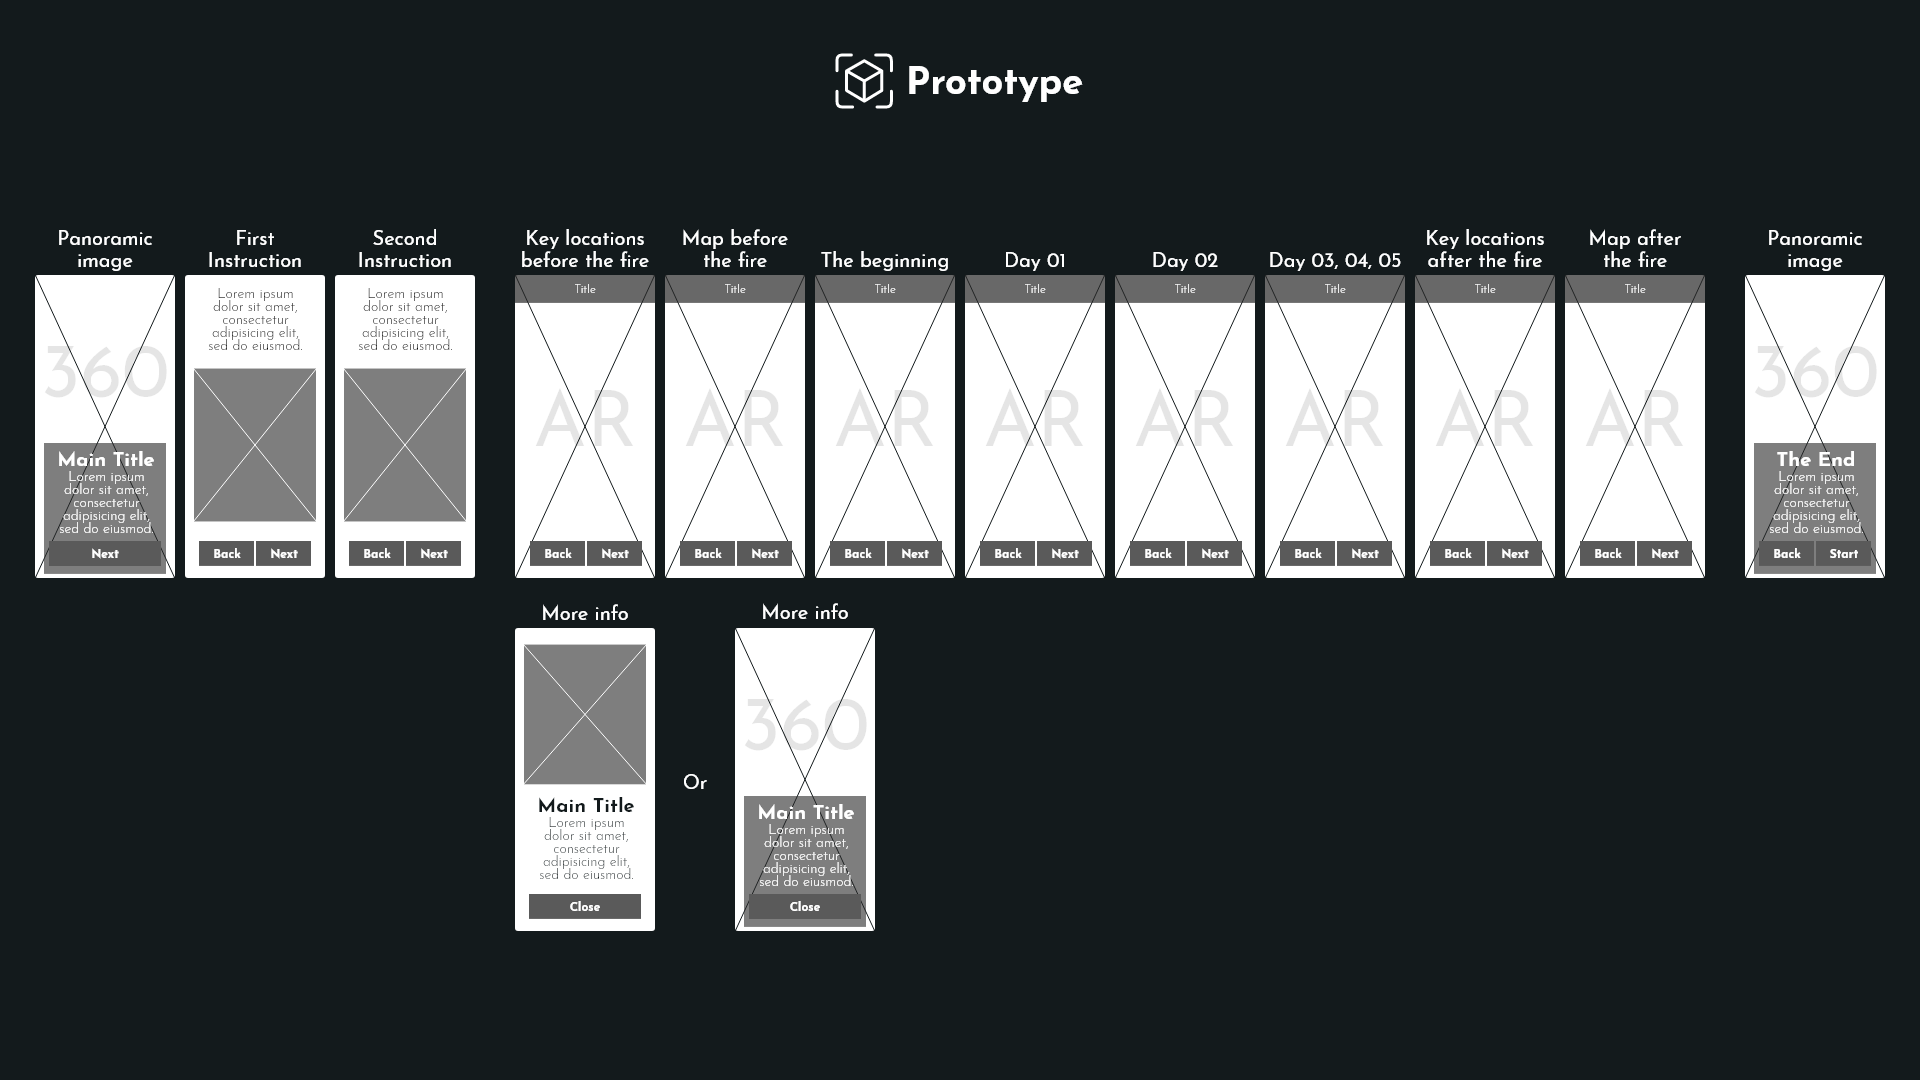 Prototype
Panoramic
image
360
Main Title
Lorem ipsum
dolor sit amet,
consectetur
adipisicing elit,
sed do eiusmod.
Next
First
Instruction
Lorem ipsum
dolor sit amet,
consectetur
adipisicing elit,
sed do eiusmod.
Back Next
Second
Instruction
Lorem ipsum
dolor sit amet,
consectetur
adipisicing elit,
sed do eiusmod.
Back Next
Key locations
before the fire
Title
AR
Back Next
Map before
the fire
Title
AR
Back Next
The beginning
Title
AR
Back Next
Day 01
Title
AR
Back Next
Day 02
Title
AR
Back Next
Day 03, 04, 05
Title
AR
Back Next
Key locations
after the fire
Title
AR
Back Next
Map after
the fire
Title
AR
Back Next
Panoramic
image
360
The End
Lorem ipsum
dolor sit amet,
consectetur
adipisicing elit,
sed do eiusmod.
Back Start
More info
Main Title
Lorem ipsum
dolor sit amet,
consectetur
adipisicing elit,
sed do eiusmod.
Close
Or
More info
360
Main Title
Lorem ipsum
dolor sit amet,
consectetur
adipisicing elit,
sed do eiusmod.
Close